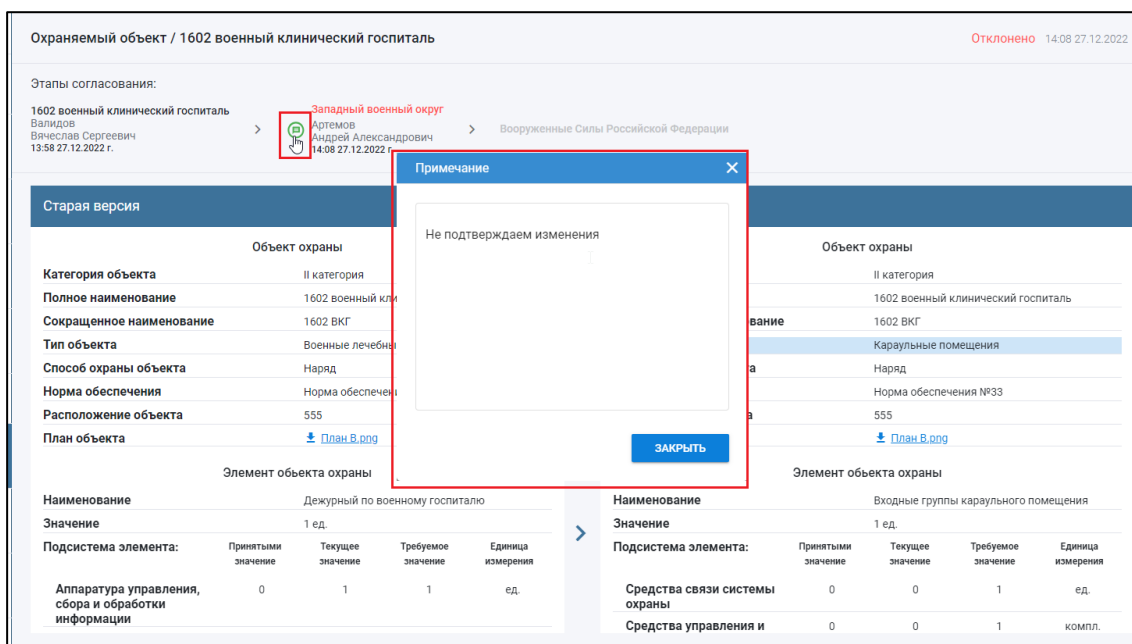 Охраняемый объект / 1602 военный клинический госпиталь
Отклонено 14:08 27.12.2022
Этапы согласования:
1602 военный клинический госпиталь
Валидов
Вячеслав Сергеевич
13:58 27.12.2022 г.
Западный военный округ
Артемов
Андрей Александрович
14:08 27.12.2022 г
Вооруженные Силы Российской Федерации
Примечание
Не подтверждаем изменения
ЗАКРЫТЬ
Старая версия
Объект охраны
Категория объекта II категория
Полное наименование 1602 военный кли
Сокращенное наименование 1602 ВКГ
Тип объекта Военные лечебны
Способ охраны объекта Наряд
Норма обеспечения Норма обеспечен
Расположение объекта 555
План объекта План B.png
Элемент обьекта охраны
Наименование Дежурный по военному госпиталю
Значение 1 ед.
Подсистема элемента: Принятыми значение Текущее значение Требуемое значение Единица измерения
Аппаратура управления, 0 1 1 ед.
сбора и обработки
информации
Объект охраны
II категория
1602 военный клинический госпиталь
вание 1602 ВКГ
Караульные помещения
а Наряд
Норма обеспечения №33
а 555
План B.png
Элемент обьекта охраны
Наименование Входные группы караульного помещения
Значение 1 ед.
Подсистема элемента: Принятыми значение Текущее значение Требуемое значение Единица измерения
Средства связи системы 0 0 1 ед.
охраны
Средства управления и 0 0 1 компл.